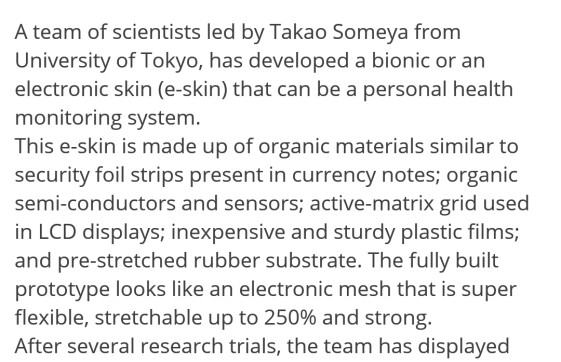 A team of scientists led by Takao Someya from
University of Tokyo, has developed a bionic or an
electronic skin (e-skin) that can be a personal health
monitoring system.
This e-skin is made up of organic materials similar to
security foil strips present in currency notes; organic
semi-conductors and sensors; active-matrix grid used
in LCD displays; inexpensive and sturdy plastic films;
and pre-stretched rubber substrate. The fully built
prototype looks like an electronic mesh that is super
flexible, stretchable up to 250% and strong.
After several research trials, the team has displayed